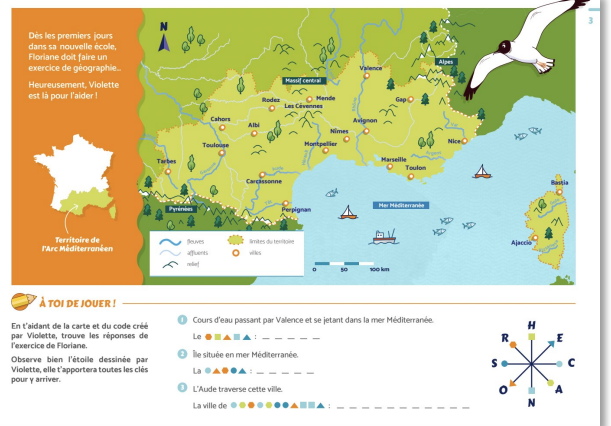 3
Dès les premiers jours
dans sa nouvelle école,
Floriane doit faire un
exercice de géographie..
Heureusement, Violette
est là pour l'aider !
Territoire de
l'Arc Méditerranéen
N
Valence
Alpes
Massif central
Rodez
Mende
Les Cévennes
Gap
Cahors
Albi
Avignon
Nîmes
Toulouse
Montpellier
Nice
Tarbes
Marseille
Carcassonne
Toulon
Bastia
Pyrénées
Perpignan
Mer Méditerranée
Ajaccio
fleuves
limites du territoire
affluents
villes
relief
0 50 100 km
À TOI DE JOUER !
En t'aidant de la carte et du code créé
par Violette, trouve les réponses de
l'exercice de Floriane.
Observe bien l'étoile dessinée par
Violette, elle t'apportera toutes les clés
pour y arriver.
1 Cours d'eau passant par Valence et se jetant dans la mer Méditerranée.
Le : _ _ _ _ _
2 Île située en mer Méditerranée.
La : _ _ _ _ _
3 L'Aude traverse cette ville.
La ville de : _ _ _ _ _ _ _ _ _ _ _
H
R
E
S
C
O
A
N